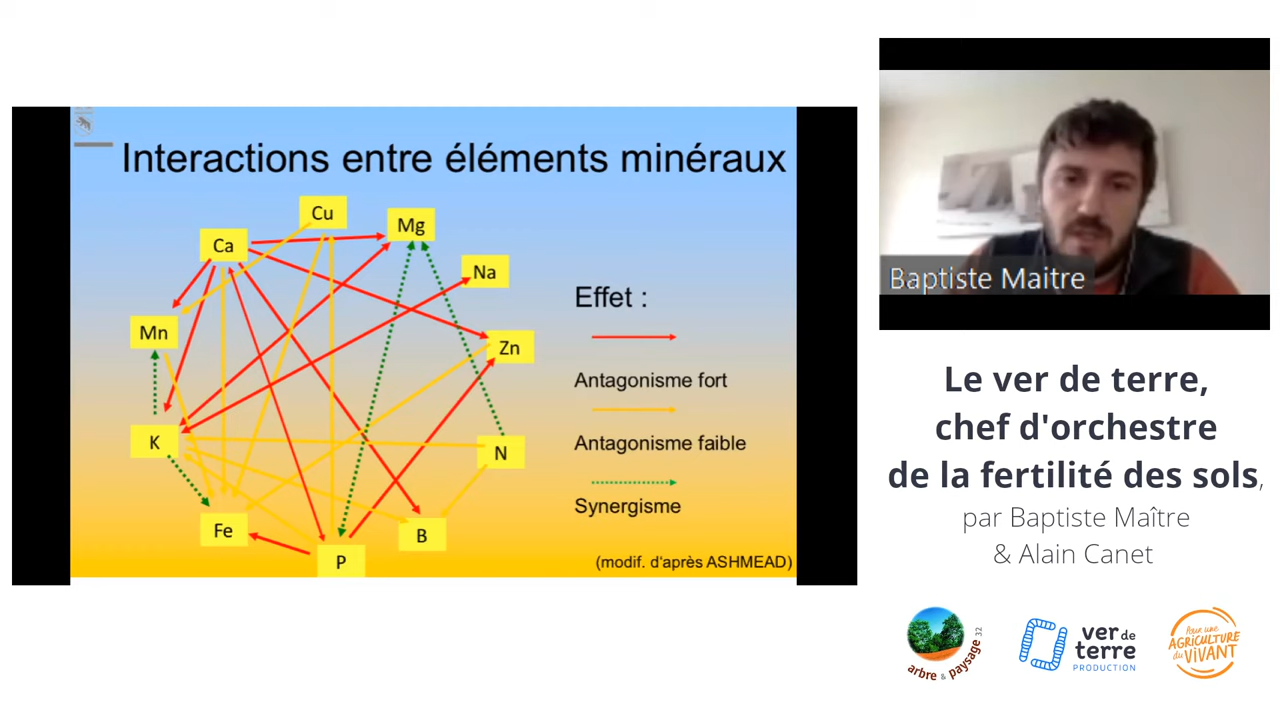 Interactions entre éléments minéraux
Cu
Mg
Ca
Na
Mn
Zn
K
N
Fe
B
P
Effet :
Antagonisme fort
Antagonisme faible
Synergisme
(modif. d'après ASHMEAD)
Baptiste Maitre
Le ver de terre,
chef d'orchestre
de la fertilité des sols,
par Baptiste Maître
& Alain Canet
arbre & paysage 32
ver de
terre
PRODUCTION
Pour une
AGRICULTURE
du VIVANT